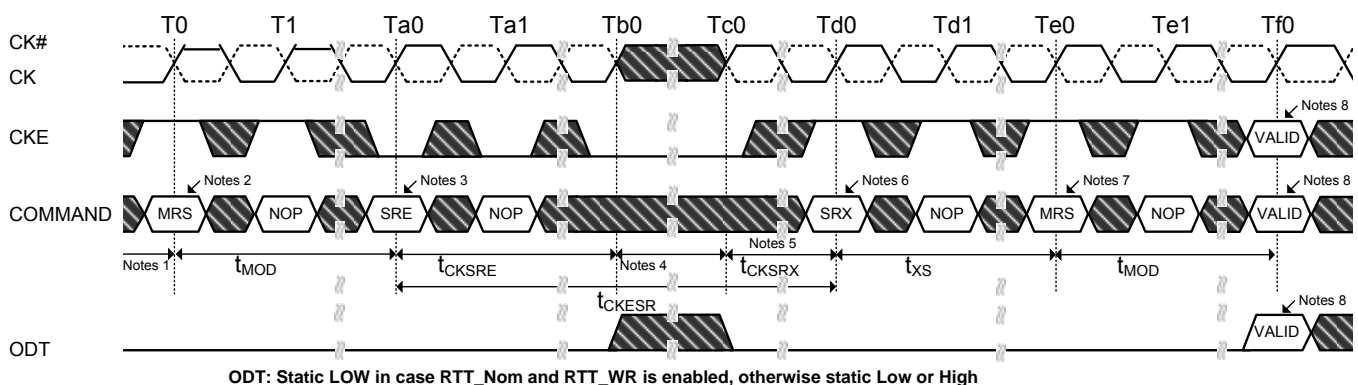 T0 T1 Ta0 Ta1 Tb0 Tc0 Td0 Td1 Te0 Te1 Tf0
CK#
CK
Notes 8
CKE VALID
Notes 2 Notes 3 Notes 6 Notes 7 Notes 8
COMMAND MRS NOP SRE NOP SRX NOP MRS NOP VALID
Notes 1 tMOD tCKSRE Notes 4 Notes 5 tCKSRX tXS tMOD
tCKESR
Notes 8
ODT VALID
ODT: Static LOW in case RTT_Nom and RTT_WR is enabled, otherwise static Low or High